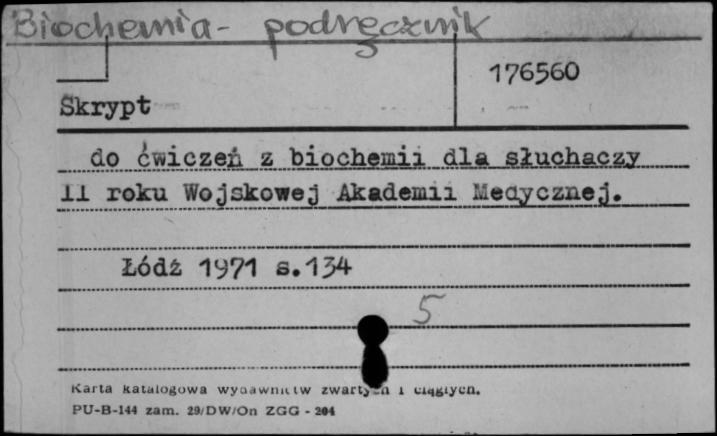 Biochemia - podręcznik
176560
Skrypt
do ćwiczeń z biochemii dla słuchaczy
II roku Wojskowej Akademii Medycznej.
Łódź 1971 s.134
5
Karta katalogowa wydawnictw zwartych i ciągłych.
PU-B-144 zam. 29/DW/On ZGG - 204